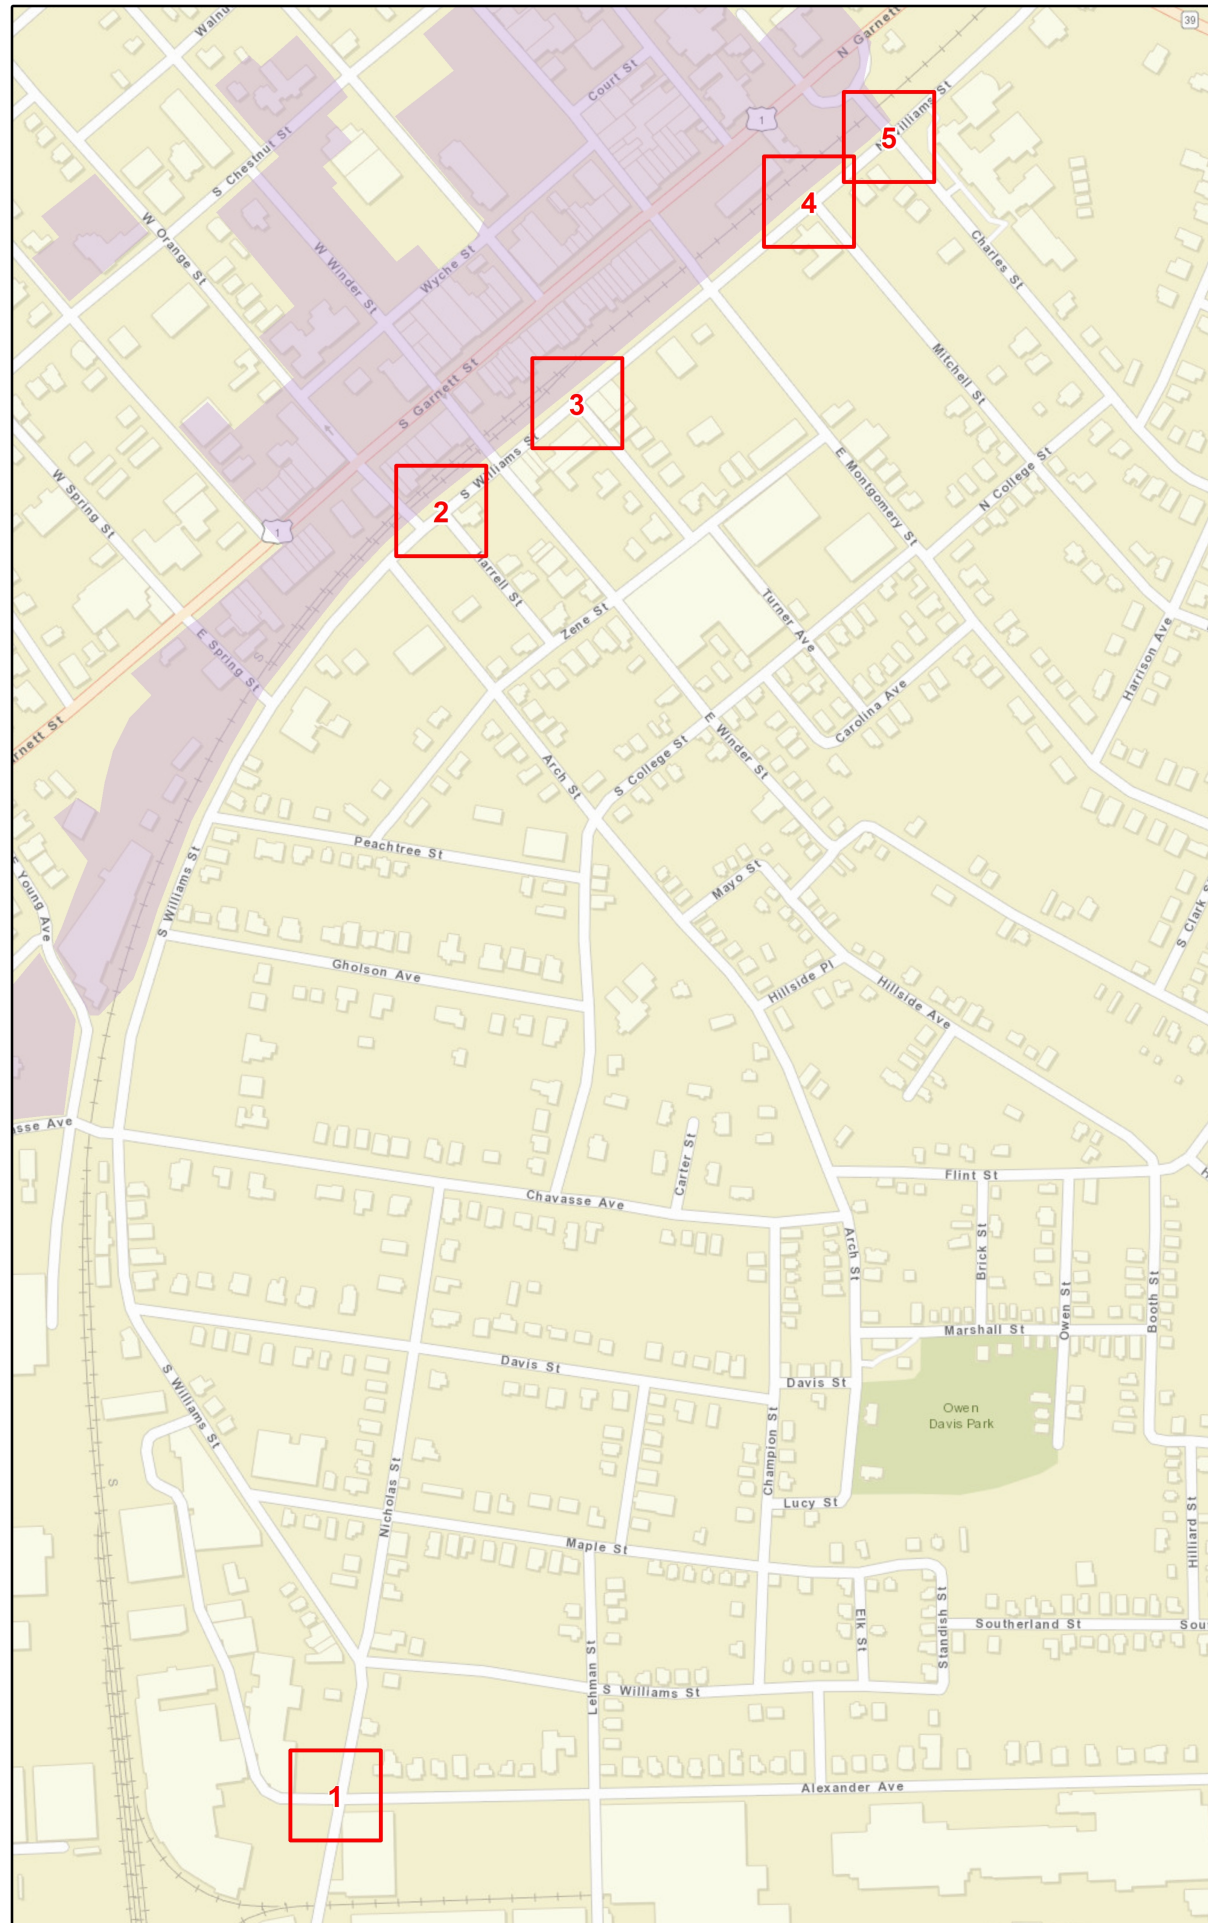 Walnu
N Garnett
39
Court St
N Williams St
5
1
S Chestnut St
4
W Orange St
W Winder St
Wyche St
Charles St
S Garnett St
Mitchell St
3
E Montgomery St
N College St
W Spring St
1
S Williams St
2
Harrell St
Zene St
Turner Ave
Harrison Ave
E Spring St
S
Carolina Ave
rnett St
Arch St
S College St
E Winder St
Peachtree St
Mayo St
E Young Ave
S Williams St
S Clark S
Gholson Ave
Hillside Pl
Hillside Ave
sse Ave
Carter St
Flint St
Chavasse Ave
Arch St
Brick St
Owen St
Booth St
Marshall St
Davis St
Davis St
S Williams St
Owen
Davis Park
Champion St
S
Nicholas St
Lucy St
Hilliard St
Maple St
Elk St
Standish St
Southerland St
Sou
Lehman St
S Williams St
1
Alexander Ave